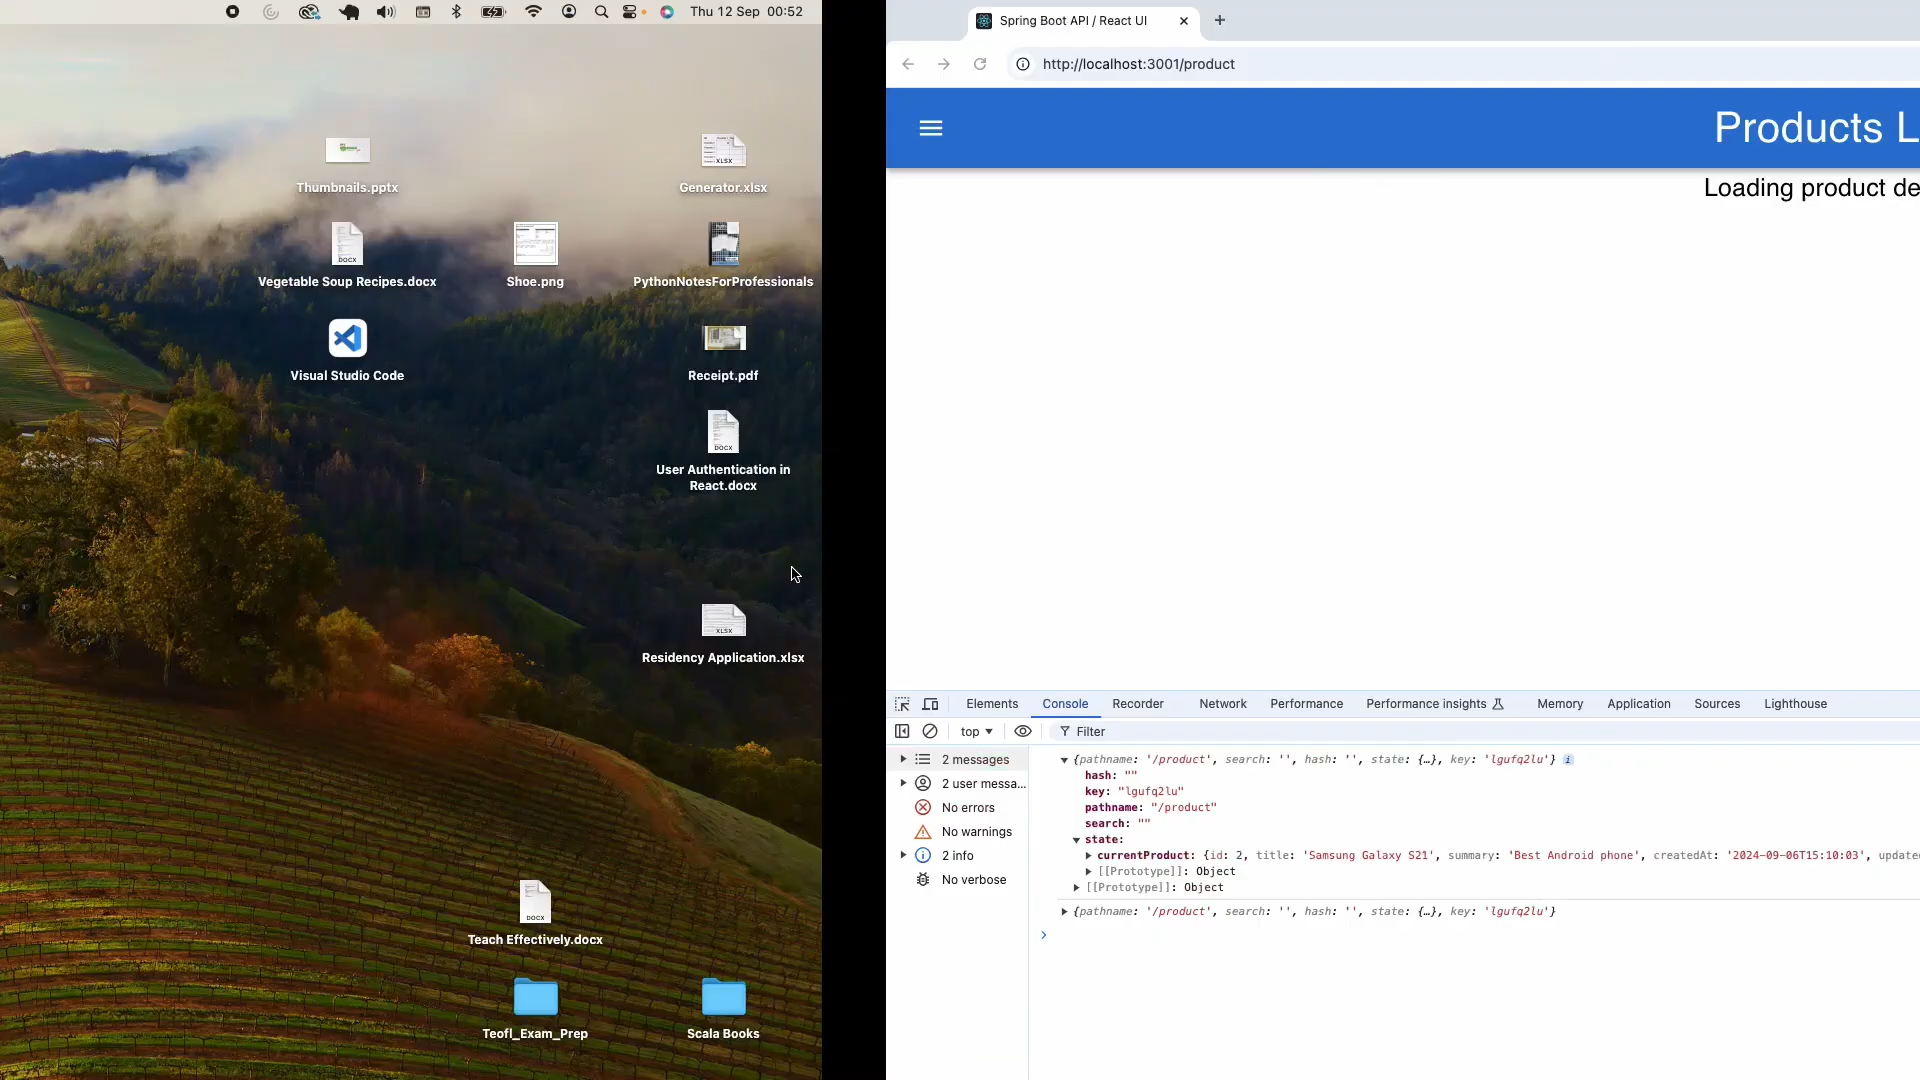 Thu 12 Sep 00:52
Thumbnails.pptx
XLSX
Generator.xlsx
DOCX
Vegetable Soup Recipes.docx
Shoe.png
PythonNotesForProfessionals
Visual Studio Code
Receipt.pdf
DOCX
User Authentication in
React.docx
XLSX
Residency Application.xlsx
DOCX
Teach Effectively.docx
Teofl_Exam_Prep
Scala Books
Spring Boot API / React UI
http://localhost:3001/product
Products L
Loading product de
Elements Console Recorder Network Performance Performance insights Memory Application Sources Lighthouse
top Filter
2 messages
2 user messa...
No errors
No warnings
2 info
No verbose
{pathname: '/product', search: '', hash: '', state: {…}, key: 'lgufq2lu'} i
hash: ""
key: "lgufq2lu"
pathname: "/product"
search: ""
state:
currentProduct: {id: 2, title: 'Samsung Galaxy S21', summary: 'Best Android phone', createdAt: '2024-09-06T15:10:03', update
[[Prototype]]: Object
[[Prototype]]: Object
{pathname: '/product', search: '', hash: '', state: {…}, key: 'lgufq2lu'}